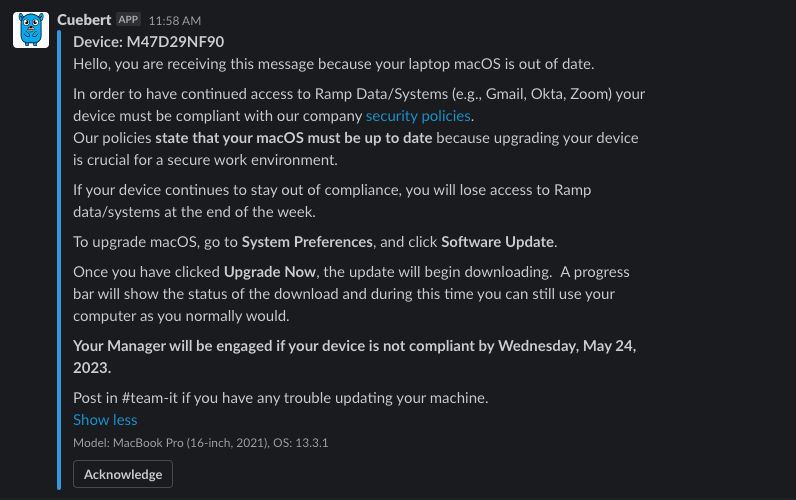 Cuebert APP 11:58 AM
Device: M47D29NF90
Hello, you are receiving this message because your laptop macOS is out of date.
In order to have continued access to Ramp Data/Systems (e.g., Gmail, Okta, Zoom) your
device must be compliant with our company security policies.
Our policies state that your macOS must be up to date because upgrading your device
is crucial for a secure work environment.
If your device continues to stay out of compliance, you will lose access to Ramp
data/systems at the end of the week.
To upgrade macOS, go to System Preferences, and click Software Update.
Once you have clicked Upgrade Now, the update will begin downloading.  A progress
bar will show the status of the download and during this time you can still use your
computer as you normally would.
Your Manager will be engaged if your device is not compliant by Wednesday, May 24,
2023.
Post in #team-it if you have any trouble updating your machine.
Show less
Model: MacBook Pro (16-inch, 2021), OS: 13.3.1
Acknowledge